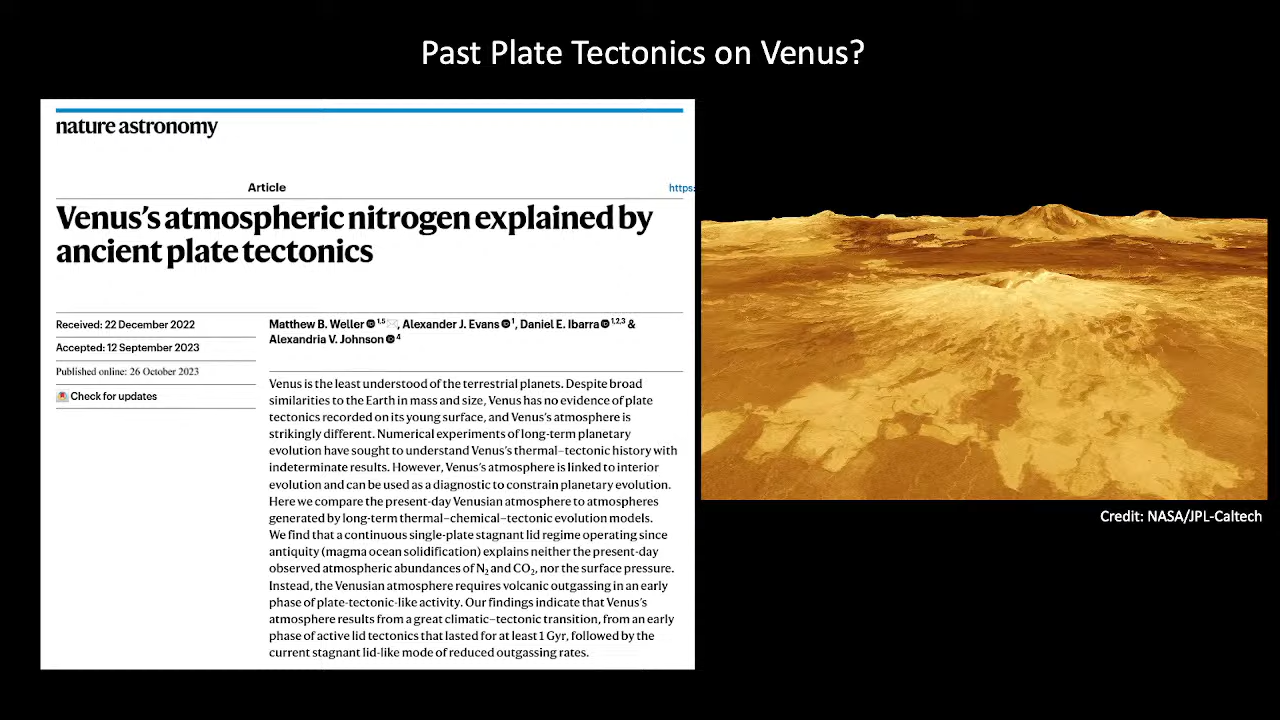 Past Plate Tectonics on Venus?
nature astronomy
Article
https:
Venus's atmospheric nitrogen explained by
ancient plate tectonics
Received: 22 December 2022
Accepted: 12 September 2023
Published online: 26 October 2023
Check for updates
Matthew B. Weller 1,5, Alexander J. Evans 1, Daniel E. Ibarra 1,2,3 &
Alexandria V. Johnson 4
Venus is the least understood of the terrestrial planets. Despite broad
similarities to the Earth in mass and size, Venus has no evidence of plate
tectonics recorded on its young surface, and Venus's atmosphere is
strikingly different. Numerical experiments of long-term planetary
evolution have sought to understand Venus's thermal–tectonic history with
indeterminate results. However, Venus's atmosphere is linked to interior
evolution and can be used as a diagnostic to constrain planetary evolution.
Here we compare the present-day Venusian atmosphere to atmospheres
generated by long-term thermal–chemical–tectonic evolution models.
We find that a continuous single-plate stagnant lid regime operating since
antiquity (magma ocean solidification) explains neither the present-day
observed atmospheric abundances of N₂ and CO₂, nor the surface pressure.
Instead, the Venusian atmosphere requires volcanic outgassing in an early
phase of plate-tectonic-like activity. Our findings indicate that Venus's
atmosphere results from a great climatic–tectonic transition, from an early
phase of active lid tectonics that lasted for at least 1 Gyr, followed by the
current stagnant lid-like mode of reduced outgassing rates.
Credit: NASA/JPL-Caltech